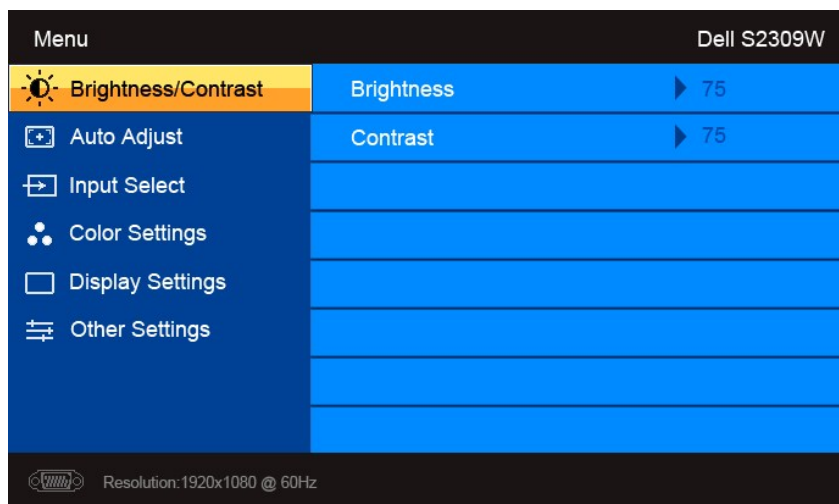 Menu Dell S2309W
Brightness/Contrast Brightness 75
Auto Adjust Contrast 75
Input Select
Color Settings
Display Settings
Other Settings
Resolution:1920x1080 @ 60Hz